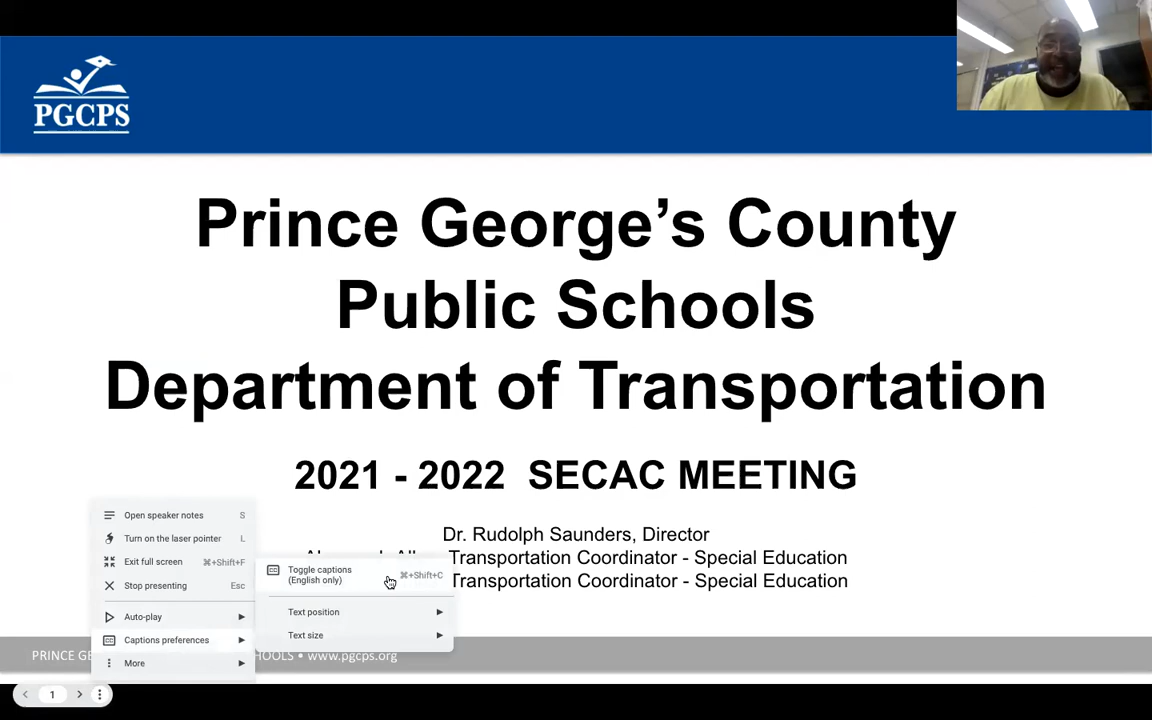 PGCPS
Prince George’s County
Public Schools
Department of Transportation
2021 - 2022 SECAC MEETING
Dr. Rudolph Saunders, Director
Transportation Coordinator - Special Education
Transportation Coordinator - Special Education
Open speaker notes S
Turn on the laser pointer L
Exit full screen ⌘+Shift+F
Stop presenting Esc
Auto-play
Captions preferences
More
Toggle captions
(English only) ⌘+Shift+C
Text position
Text size
PRINCE GE HOOLS • www.pgcps.org
1